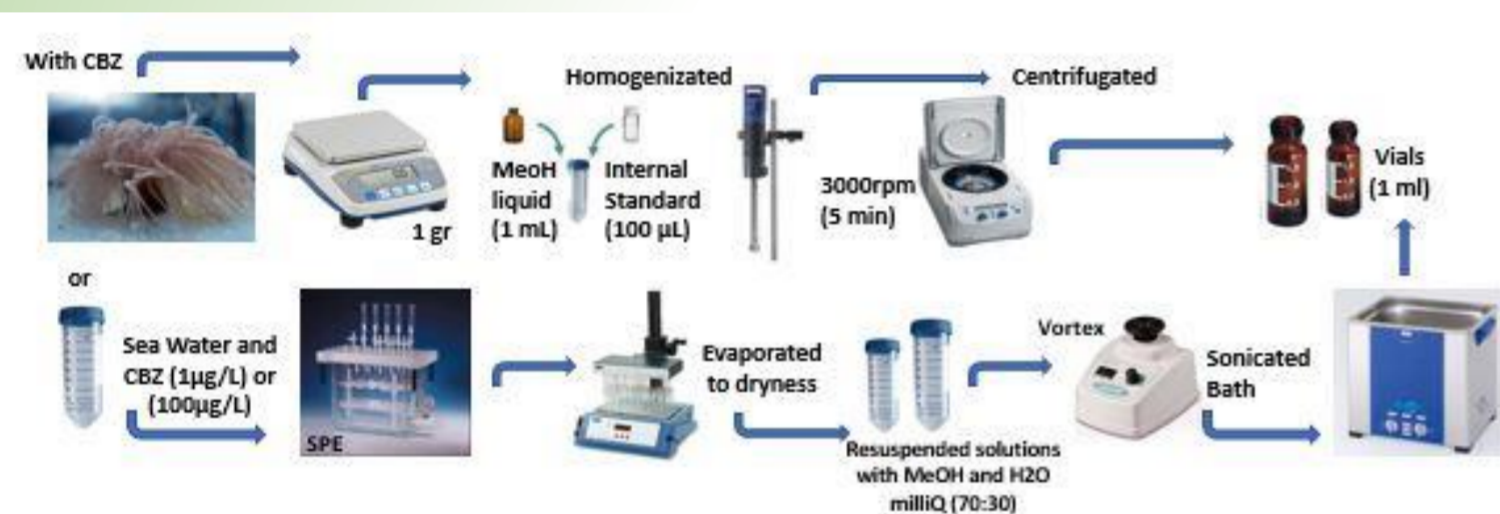 With CBZ
1 gr
Homogenizated
MeoH
liquid
(1 mL)
Internal
Standard
(100 µL)
3000rpm
(5 min)
Centrifugated
Vials
(1 ml)
or
Sea Water and
CBZ (1µg/L) or
(100µg/L)
SPE
Evaporated
to dryness
Resuspended solutions
with MeOH and H2O
milliQ (70:30)
Vortex
Sonicated
Bath